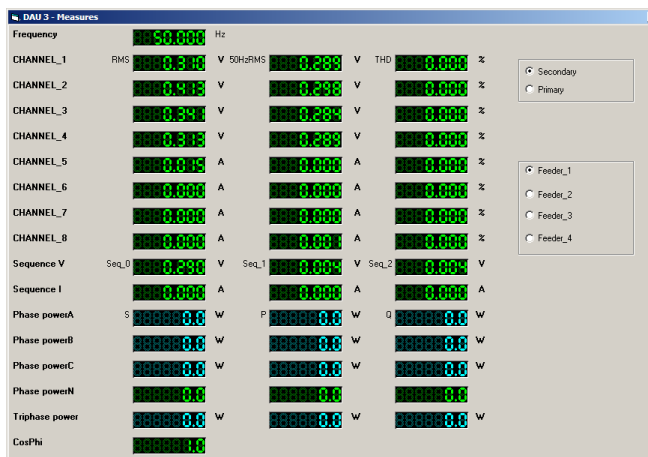 DAU 3 - Measures
Frequency 50.000 Hz
CHANNEL_1 RMS 0.310 V 50HzRMS 0.289 V THD 0.000 %
CHANNEL_2 0.413 V 0.298 V 0.000 %
CHANNEL_3 0.341 V 0.284 V 0.000 %
CHANNEL_4 0.313 V 0.289 V 0.000 %
CHANNEL_5 0.015 A 0.000 A 0.000 %
CHANNEL_6 0.000 A 0.000 A 0.000 %
CHANNEL_7 0.000 A 0.000 A 0.000 %
CHANNEL_8 0.000 A 0.001 A 0.000 %
Sequence V Seq_0 0.290 V Seq_1 0.004 V Seq_2 0.004 V
Sequence I 0.000 A 0.000 A 0.000 A
Phase powerA S 0.0 W P 0.0 W Q 0.0 W
Phase powerB 0.0 W 0.0 W 0.0 W
Phase powerC 0.0 W 0.0 W 0.0 W
Phase powerN 0.0 0.0 0.0
Triphase power 0.0 W 0.0 W 0.0 W
CosPhi 1.0
Secondary
Primary
Feeder_1
Feeder_2
Feeder_3
Feeder_4